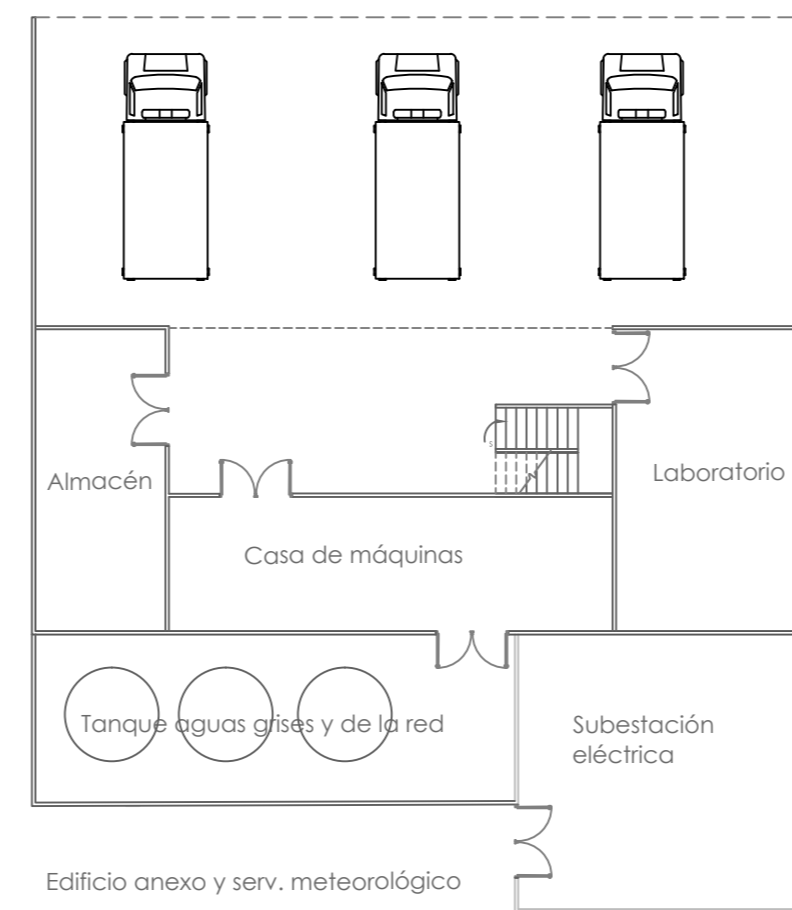 S
Almacén
Laboratorio
Casa de máquinas
Tanque aguas grises y de la red
Subestación
eléctrica
Edificio anexo y serv. meteorológico